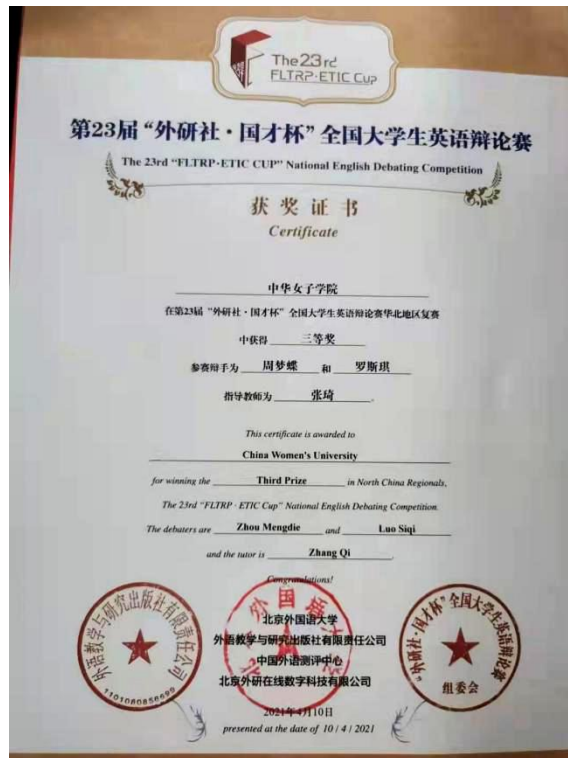 The 23rd
FLTRP·ETIC CUP
第23届“外研社·国才杯”全国大学生英语辩论赛
The 23rd “FLTRP·ETIC CUP” National English Debating Competition
获奖证书
Certificate
中华女子学院
在第23届“外研社·国才杯”全国大学生英语辩论赛华北地区复赛
中获得 三等奖
参赛辩手为 周梦蝶 和 罗斯琪
指导教师为 张琦 .
This certificate is awarded to
China Women's University
for winning the Third Prize in North China Regionals,
The 23rd “FLTRP·ETIC Cup” National English Debating Competition.
The debaters are Zhou Mengdie and Luo Siqi
and the tutor is Zhang Qi .
Congratulations!
北京外国语大学
外语教学与研究出版社有限责任公司
中国外语测评中心
北京外研在线数字科技有限公司
2021年4月10日
presented at the date of 10 / 4 / 2021
外语教学与研究出版社有限责任公司
北京外国语大学
“外研社·国才杯”全国大学生英语辩论赛
组委会